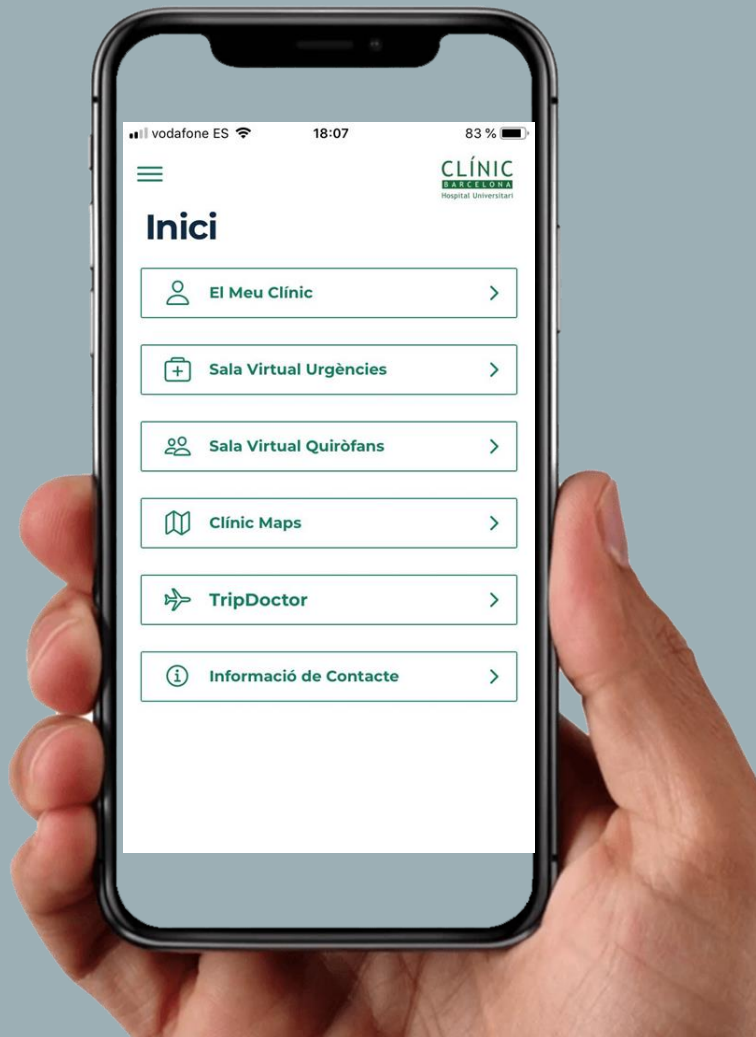 vodafone ES 18:07 83 %
CLÍNIC
BARCELONA
Hospital Universitari
Inici
El Meu Clínic
Sala Virtual Urgències
Sala Virtual Quiròfans
Clínic Maps
TripDoctor
Informació de Contacte